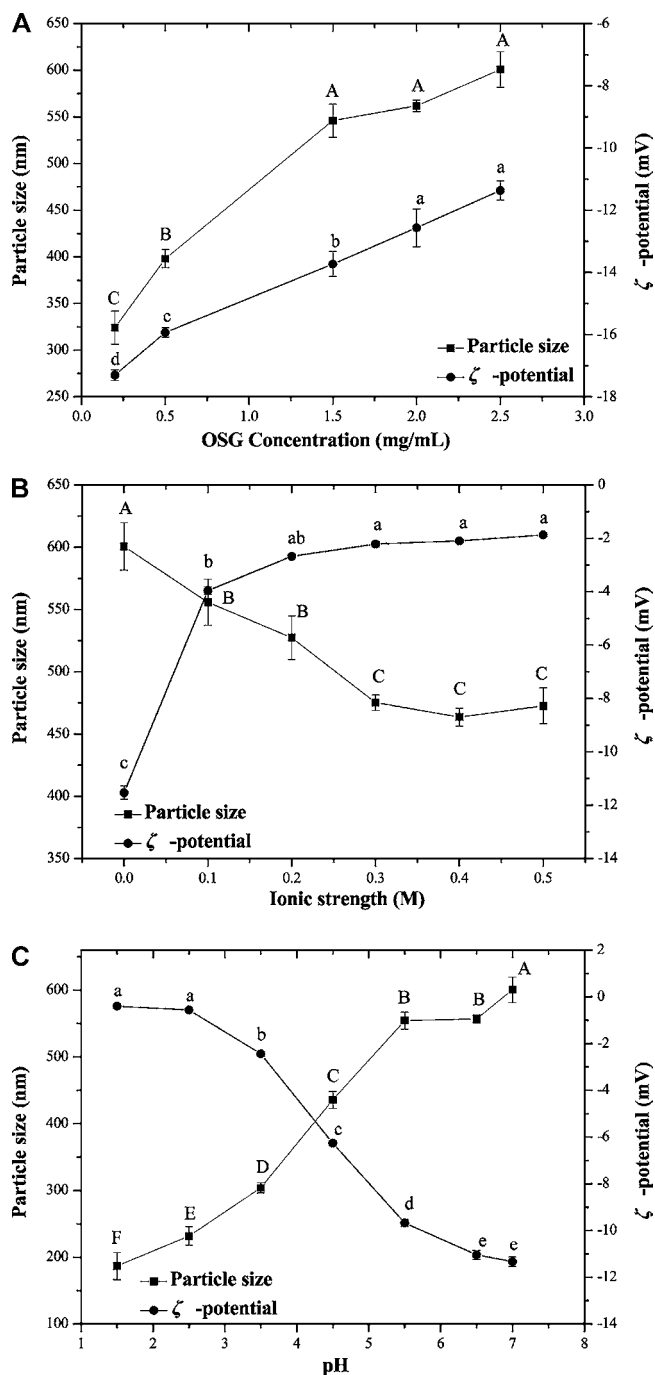 A
650
600
550
500
450
400
350
300
250
Particle size (nm)
C
B
A
A
A
d
c
b
a
a
Particle size
ζ -potential
-6
-8
-10
-12
-14
-16
-18
ζ -potential (mV)
0.0 0.5 1.0 1.5 2.0 2.5 3.0
OSG Concentration (mg/mL)
B
650
600
550
500
450
400
350
Particle size (nm)
A
B
B
C
C
C
c
b
ab
a
a
a
Particle size
ζ -potential
0
-2
-4
-6
-8
-10
-12
-14
ζ -potential (mV)
0.0 0.1 0.2 0.3 0.4 0.5
Ionic strength (M)
C
600
500
400
300
200
100
Particle size (nm)
a
a
b
c
d
e
e
F
E
D
C
B
B
A
Particle size
ζ -potential
2
0
-2
-4
-6
-8
-10
-12
-14
ζ -potential (mV)
1 2 3 4 5 6 7 8
pH